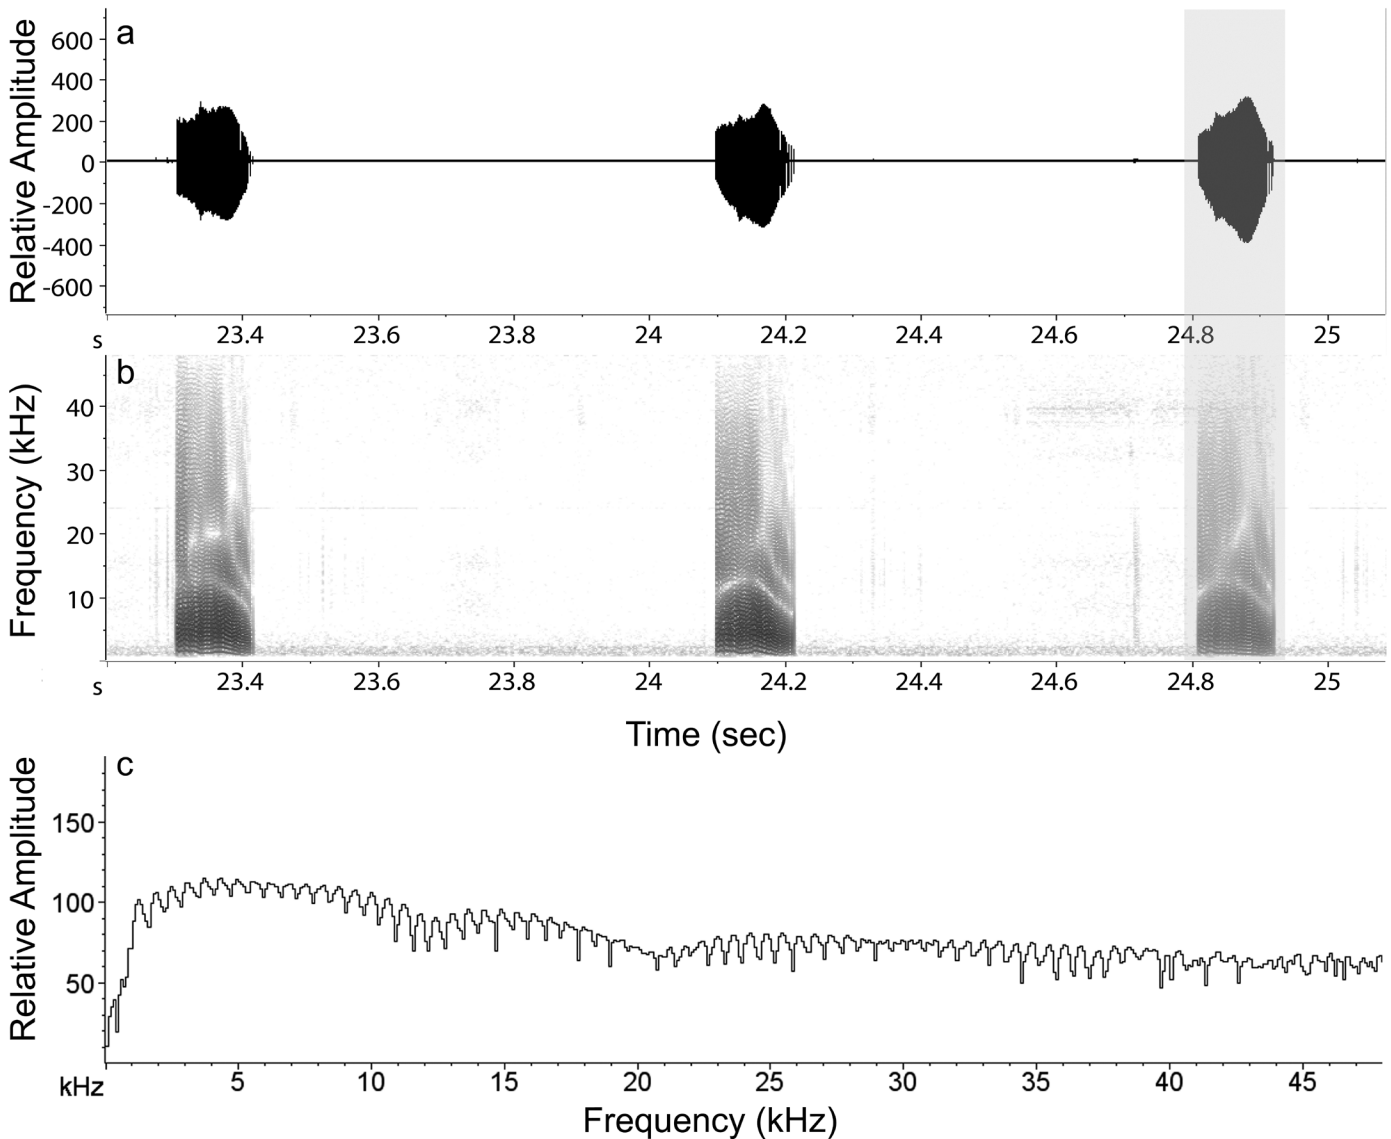 a
Relative Amplitude
600
400
200
0
-200
-400
-600
s 23.4 23.6 23.8 24 24.2 24.4 24.6 24.8 25
b
Frequency (kHz)
40
30
20
10
s 23.4 23.6 23.8 24 24.2 24.4 24.6 24.8 25
Time (sec)
c
Relative Amplitude
150
100
50
kHz 5 10 15 20 25 30 35 40 45
Frequency (kHz)